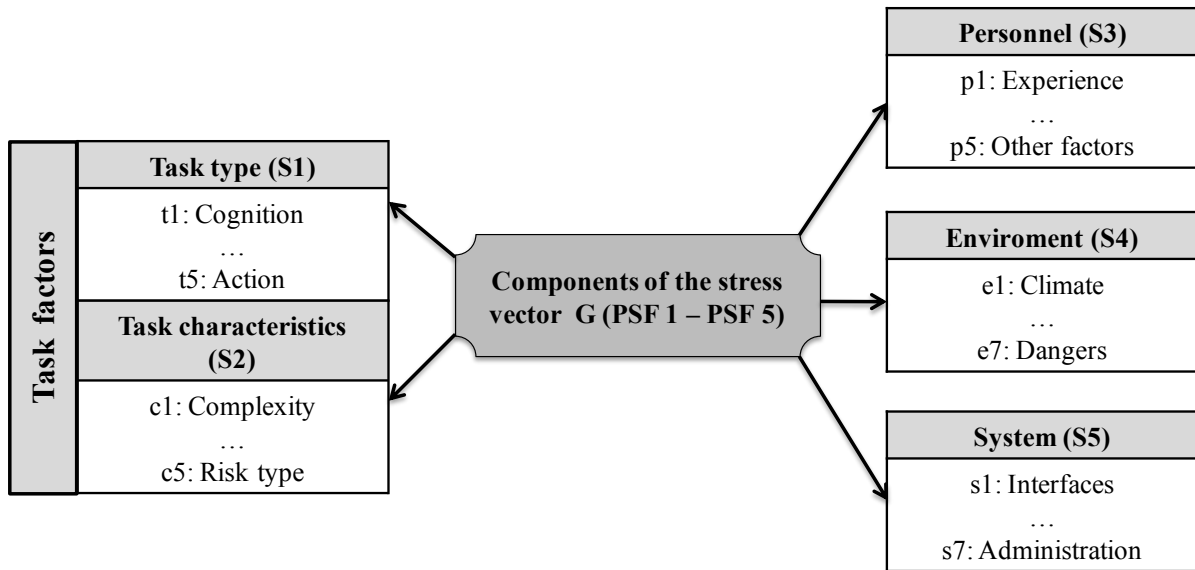 Task factors
Task type (S1)
t1: Cognition
…
t5: Action
Task characteristics
(S2)
c1: Complexity
…
c5: Risk type
Components of the stress
vector G (PSF 1 – PSF 5)
Personnel (S3)
p1: Experience
…
p5: Other factors
Enviroment (S4)
e1: Climate
…
e7: Dangers
System (S5)
s1: Interfaces
…
s7: Administration